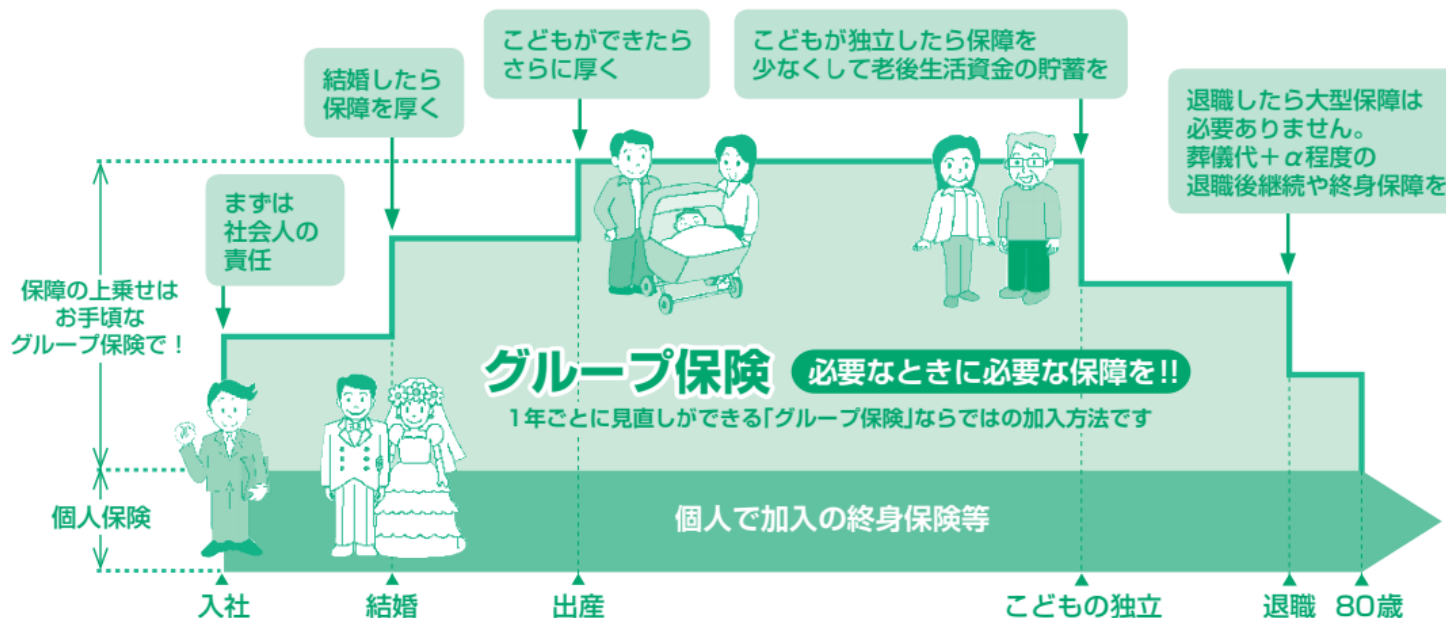 こどもができたら
さらに厚く
こどもが独立したら保障を
少なくして老後生活資金の貯蓄を
結婚したら
保障を厚く
退職したら大型保障は
必要ありません。
葬儀代+α程度の
退職後継続や終身保障を
まずは
社会人の
責任
保障の上乗せは
お手頃な
グループ保険で!
グループ保険 必要なときに必要な保障を!!
1年ごとに見直しができる「グループ保険」ならではの加入方法です
個人保険
個人で加入の終身保険等
入社 結婚 出産 こどもの独立 退職 80歳